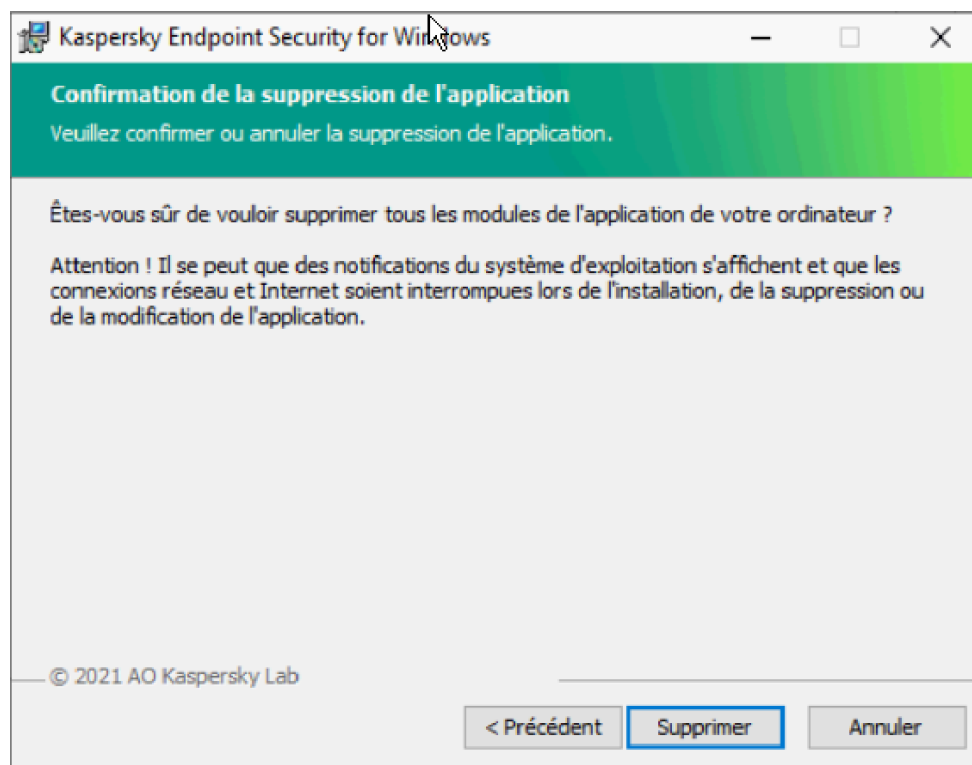 Kaspersky Endpoint Security for Windows
Confirmation de la suppression de l'application
Veuillez confirmer ou annuler la suppression de l'application.
Êtes-vous sûr de vouloir supprimer tous les modules de l'application de votre ordinateur ?
Attention ! Il se peut que des notifications du système d'exploitation s'affichent et que les
connexions réseau et Internet soient interrompues lors de l'installation, de la suppression ou
de la modification de l'application.
© 2021 AO Kaspersky Lab
< Précédent
Supprimer
Annuler